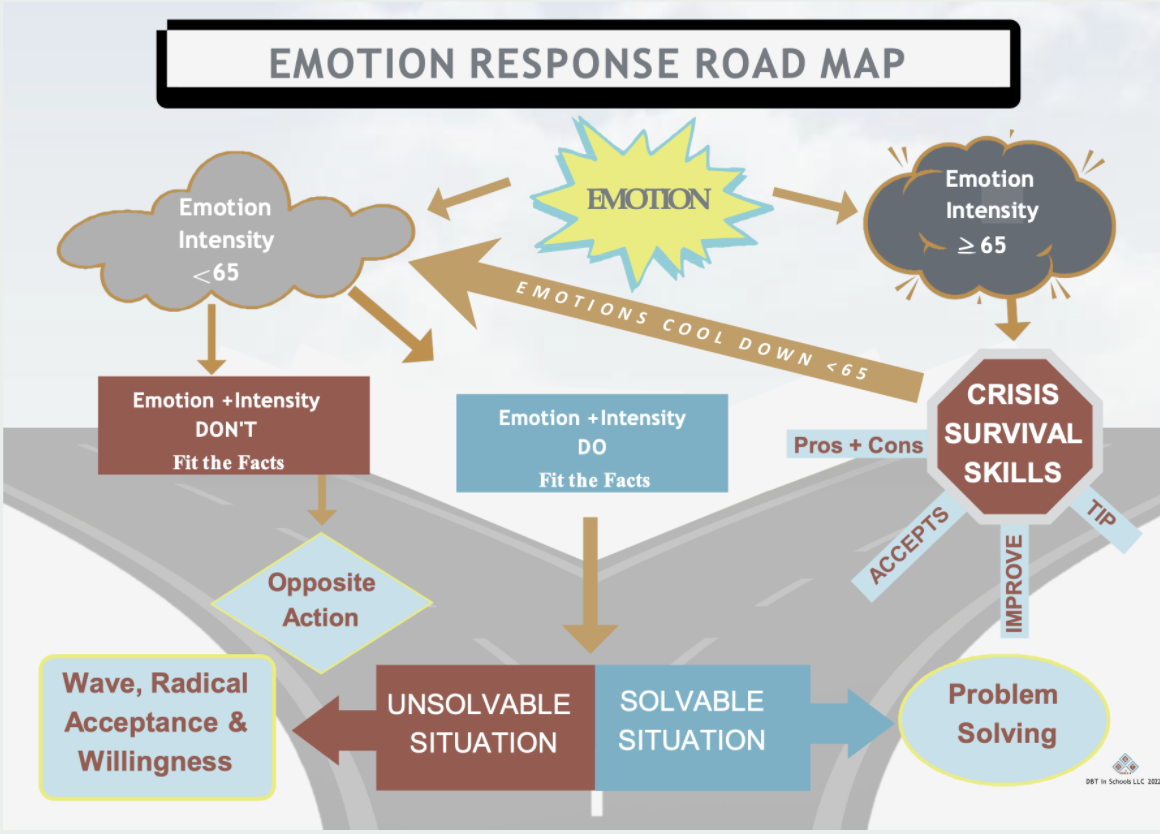 EMOTION RESPONSE ROAD MAP
EMOTION
Emotion
Intensity
<65
Emotion
Intensity
≥ 65
EMOTIONS COOL DOWN <65
Emotion +Intensity
DON'T
Fit the Facts
Emotion +Intensity
DO
Fit the Facts
CRISIS
SURVIVAL
SKILLS
Pros + Cons
ACCEPTS
IMPROVE
TIP
Opposite
Action
UNSOLVABLE
SITUATION
SOLVABLE
SITUATION
Wave, Radical
Acceptance &
Willingness
Problem
Solving
DBT In Schools LLC 2022